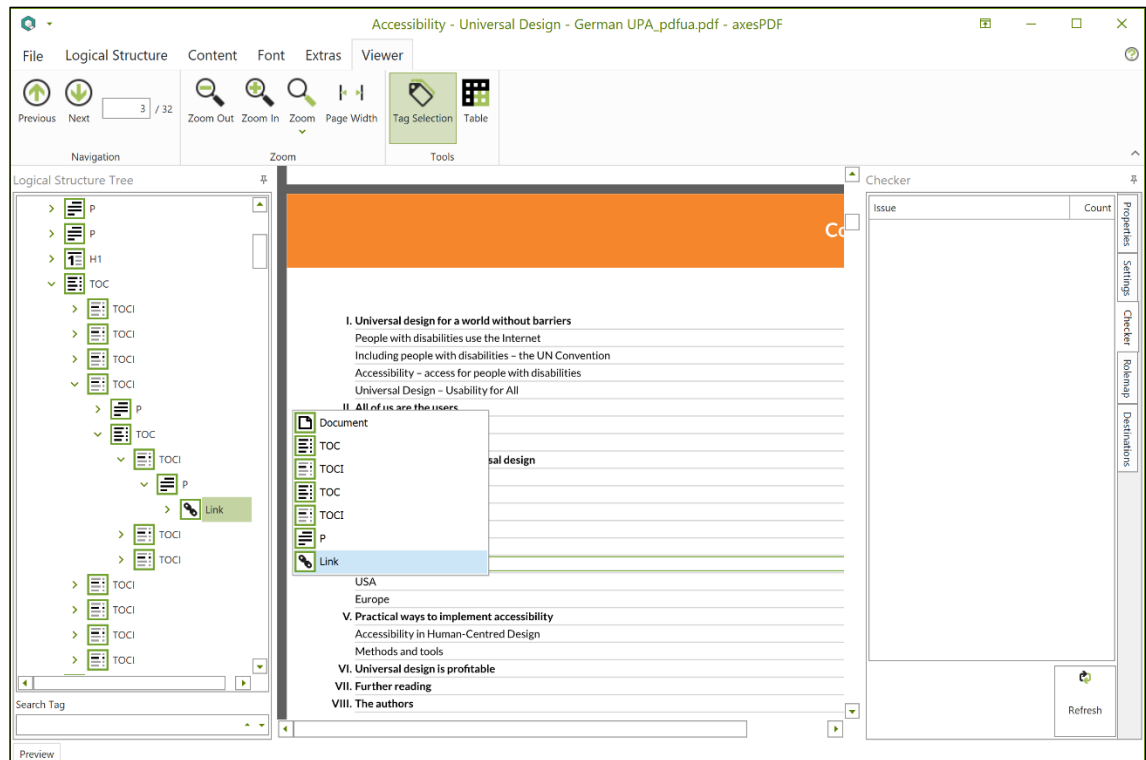 Accessibility - Universal Design - German UPA_pdfua.pdf - axesPDF
File Logical Structure Content Font Extras Viewer
Previous Next 3 / 32 Zoom Out Zoom In Zoom Page Width Tag Selection Table
Navigation Zoom Tools
Logical Structure Tree
P
P
H1
TOC
TOCI
TOCI
TOCI
TOCI
P
TOC
TOCI
P
Link
TOCI
TOCI
TOCI
TOCI
TOCI
TOCI
Search Tag
Preview
I. Universal design for a world without barriers
People with disabilities use the Internet
Including people with disabilities – the UN Convention
Accessibility – access for people with disabilities
Universal Design – Usability for All
II. All of us are the users
sal design
Document
TOC
TOCI
TOC
TOCI
P
Link
USA
Europe
V. Practical ways to implement accessibility
Accessibility in Human-Centred Design
Methods and tools
VI. Universal design is profitable
VII. Further reading
VIII. The authors
Checker
Issue Count
Refresh
Properties
Settings
Checker
Rolemap
Destinations